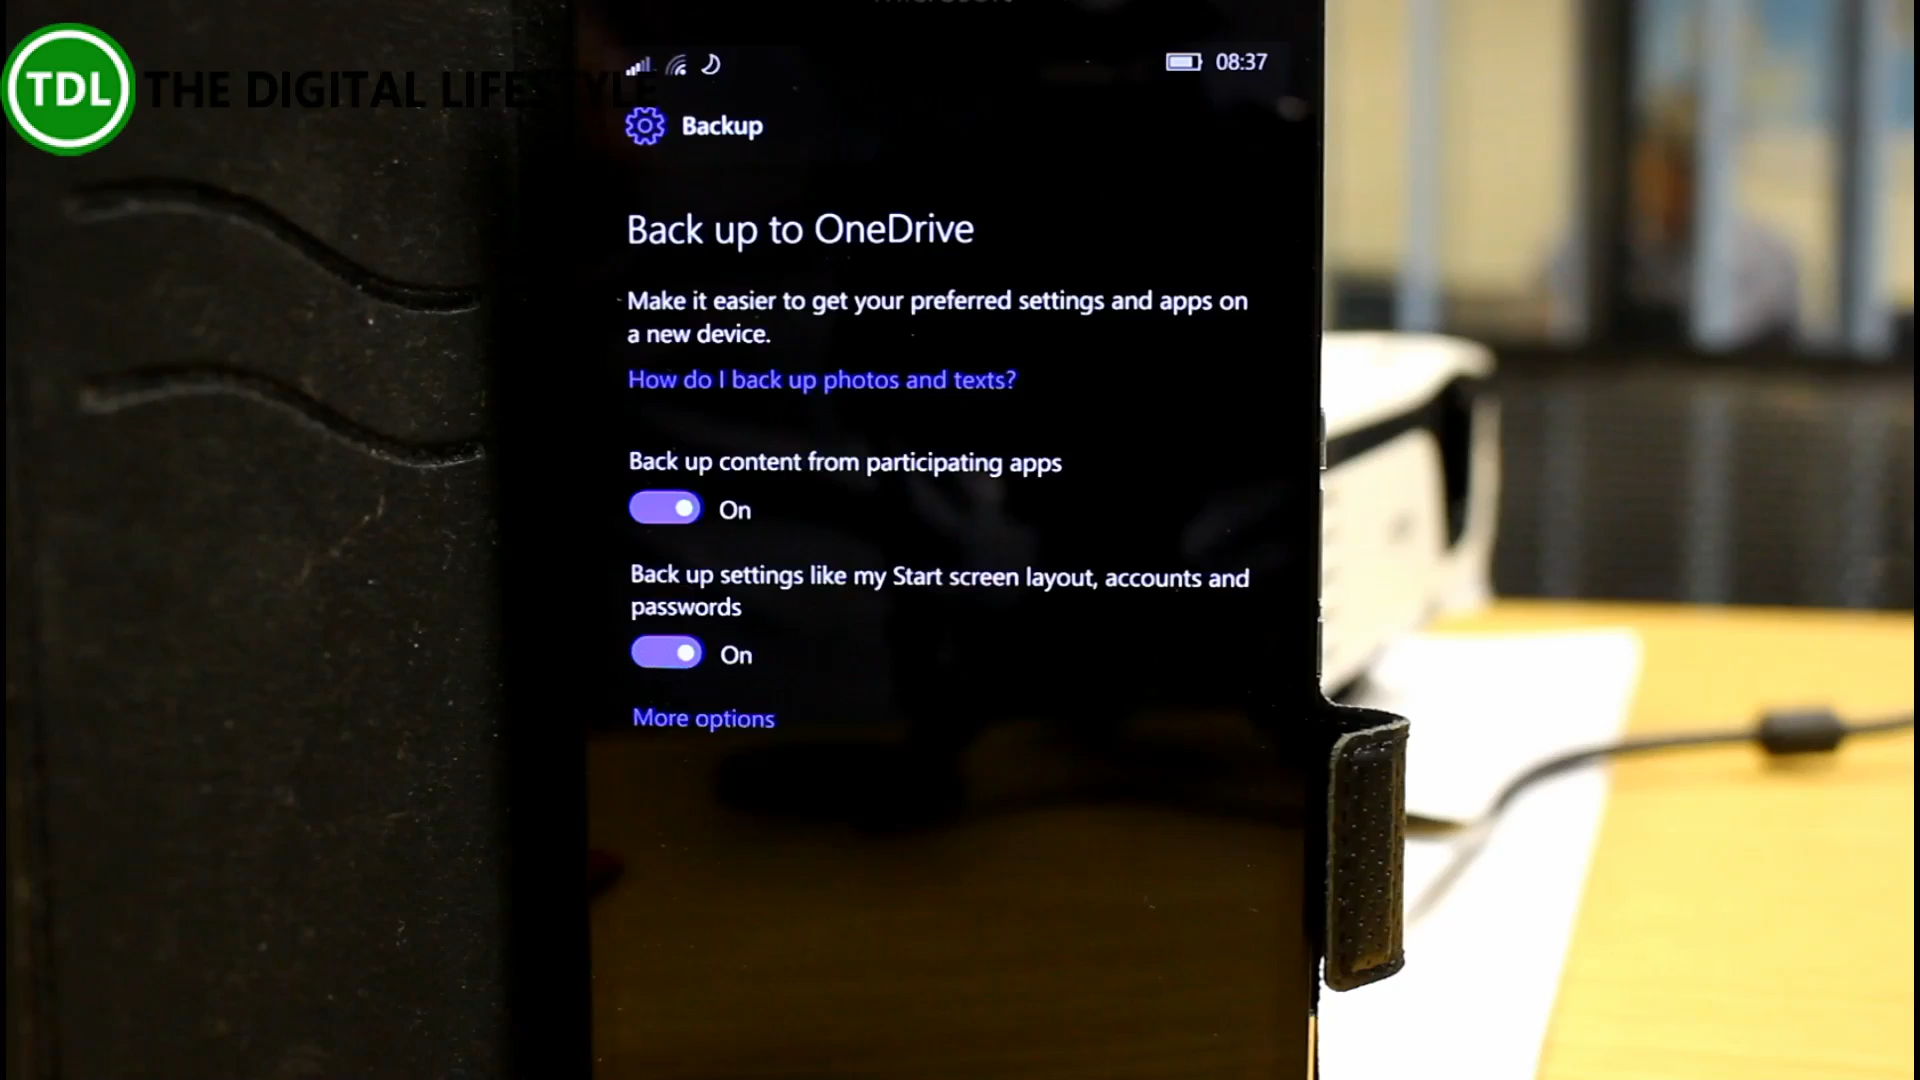 TDL THE DIGITAL LIFESTYLE
Microsoft
08:37
Backup
Back up to OneDrive
Make it easier to get your preferred settings and apps on
a new device.
How do I back up photos and texts?
Back up content from participating apps
On
Back up settings like my Start screen layout, accounts and
passwords
On
More options